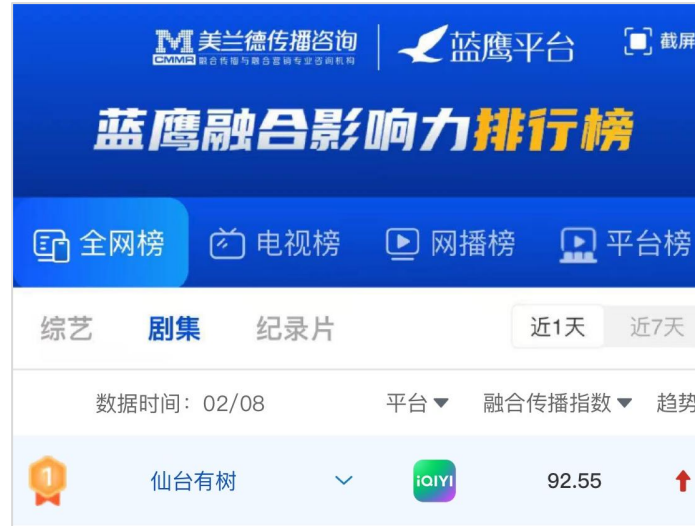 美兰德传播咨询 蓝鹰平台 截屏
CMMR 融合传播与融合营销专业咨询机构
蓝鹰融合影响力排行榜
全网榜 电视榜 网播榜 平台榜
综艺 剧集 纪录片 近1天 近7天
数据时间：02/08 平台 融合传播指数 趋势
1 仙台有树 iQIYI 92.55